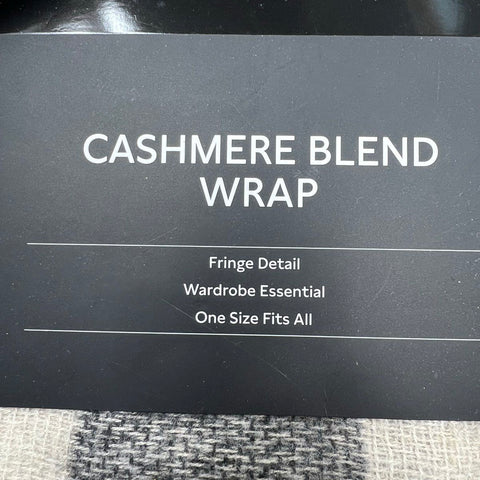 CASHMERE BLEND
WRAP
Fringe Detail
Wardrobe Essential
One Size Fits All